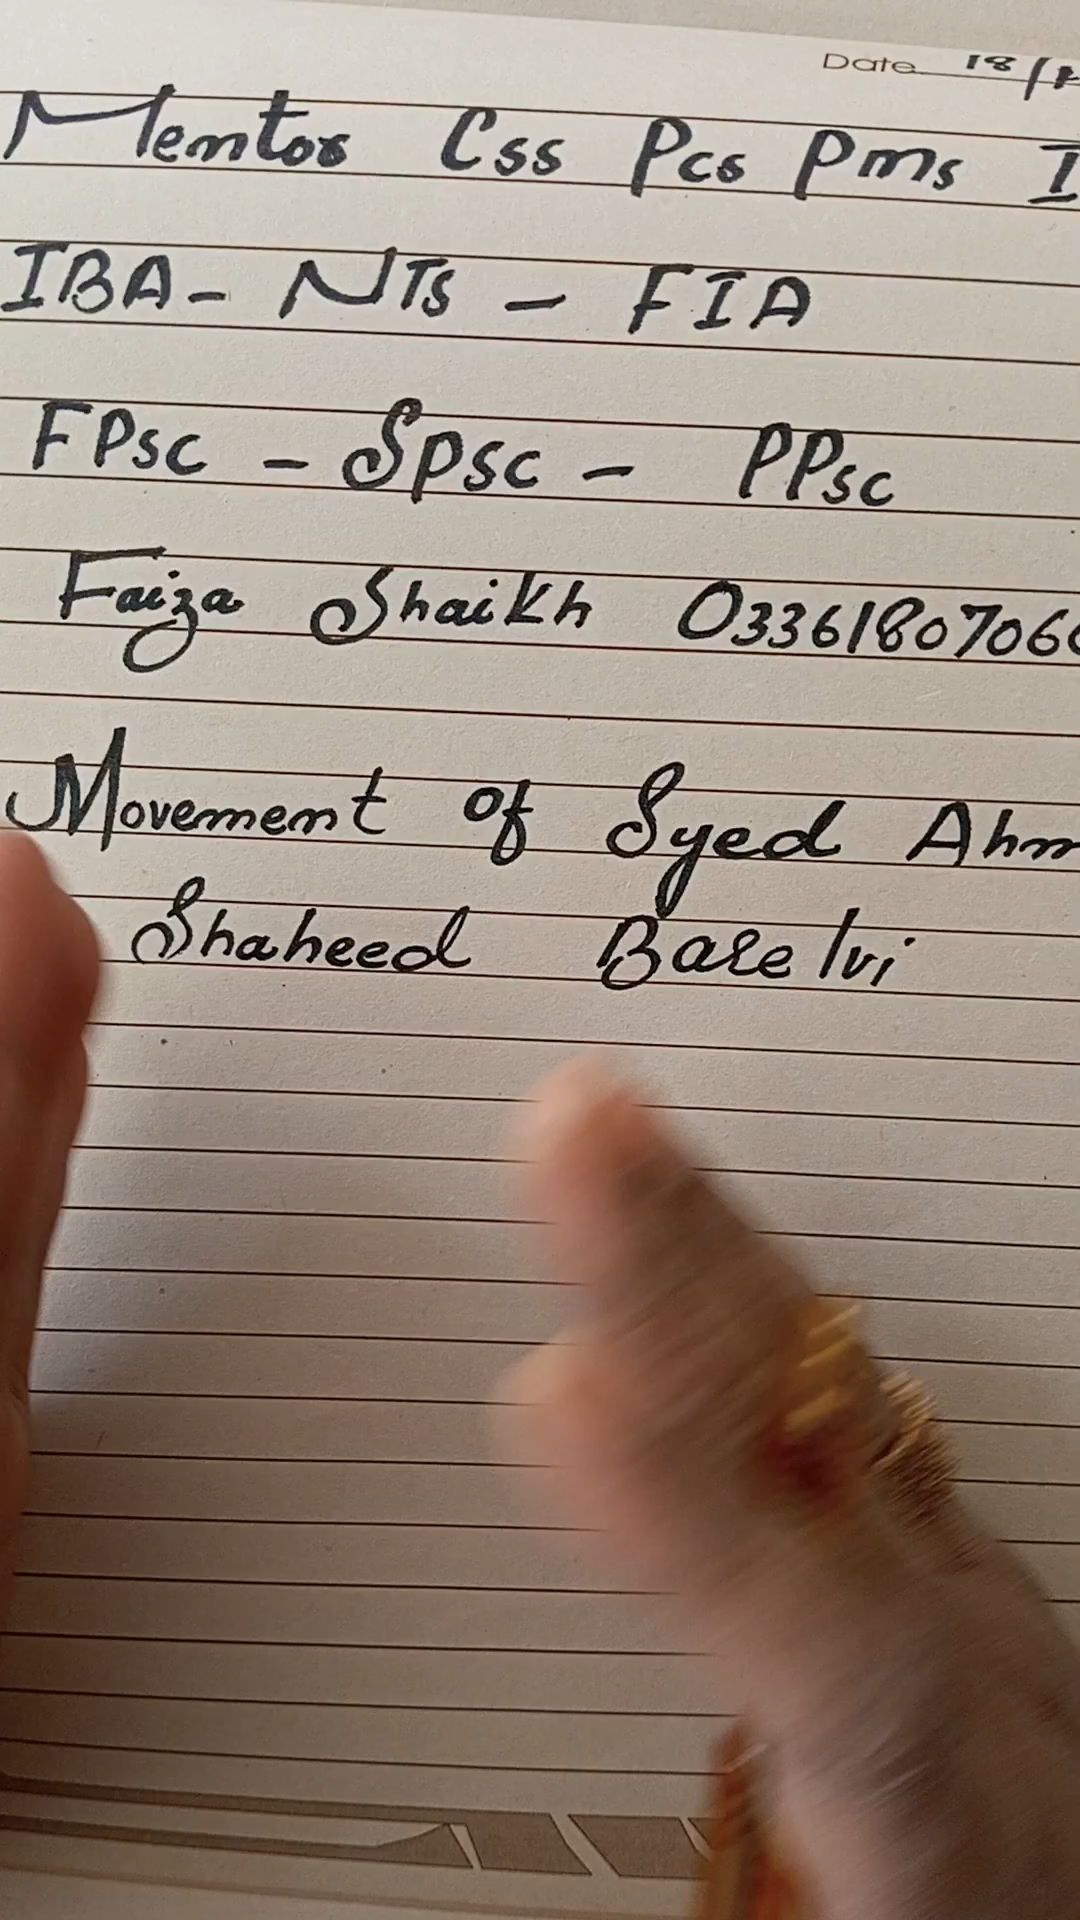 Date 18/
Mentor Css Pcs Pms I
IBA - NTS - FIA
FPsc - Spsc - PPsc
Faiza Shaikh 0336180706
Movement of Syed Ahm
Shaheed Barelvi